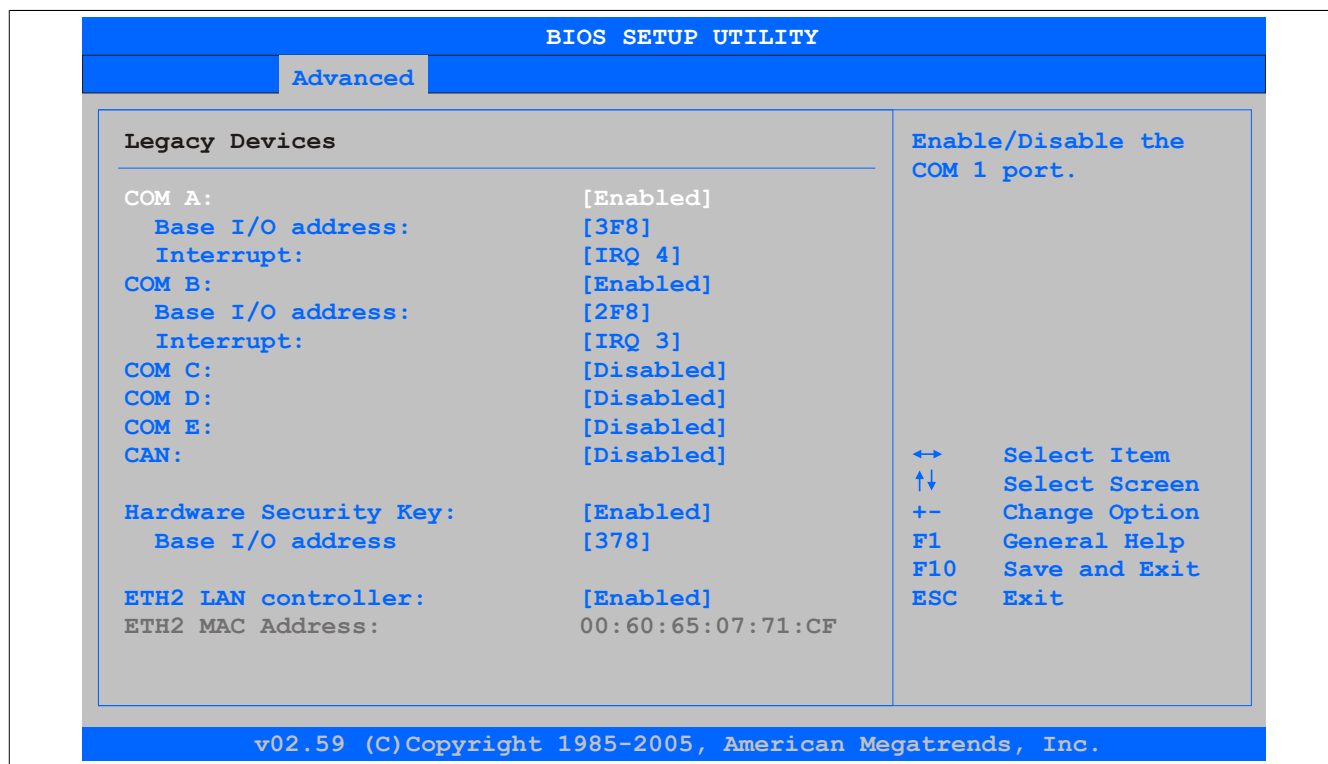 BIOS SETUP UTILITY
Advanced
Legacy Devices
COM A: [Enabled]
Base I/O address: [3F8]
Interrupt: [IRQ 4]
COM B: [Enabled]
Base I/O address: [2F8]
Interrupt: [IRQ 3]
COM C: [Disabled]
COM D: [Disabled]
COM E: [Disabled]
CAN: [Disabled]
Hardware Security Key: [Enabled]
Base I/O address [378]
ETH2 LAN controller: [Enabled]
ETH2 MAC Address: 00:60:65:07:71:CF
Enable/Disable the
COM 1 port.
↔ Select Item
↑↓ Select Screen
+- Change Option
F1 General Help
F10 Save and Exit
ESC Exit
v02.59 (C)Copyright 1985-2005, American Megatrends, Inc.